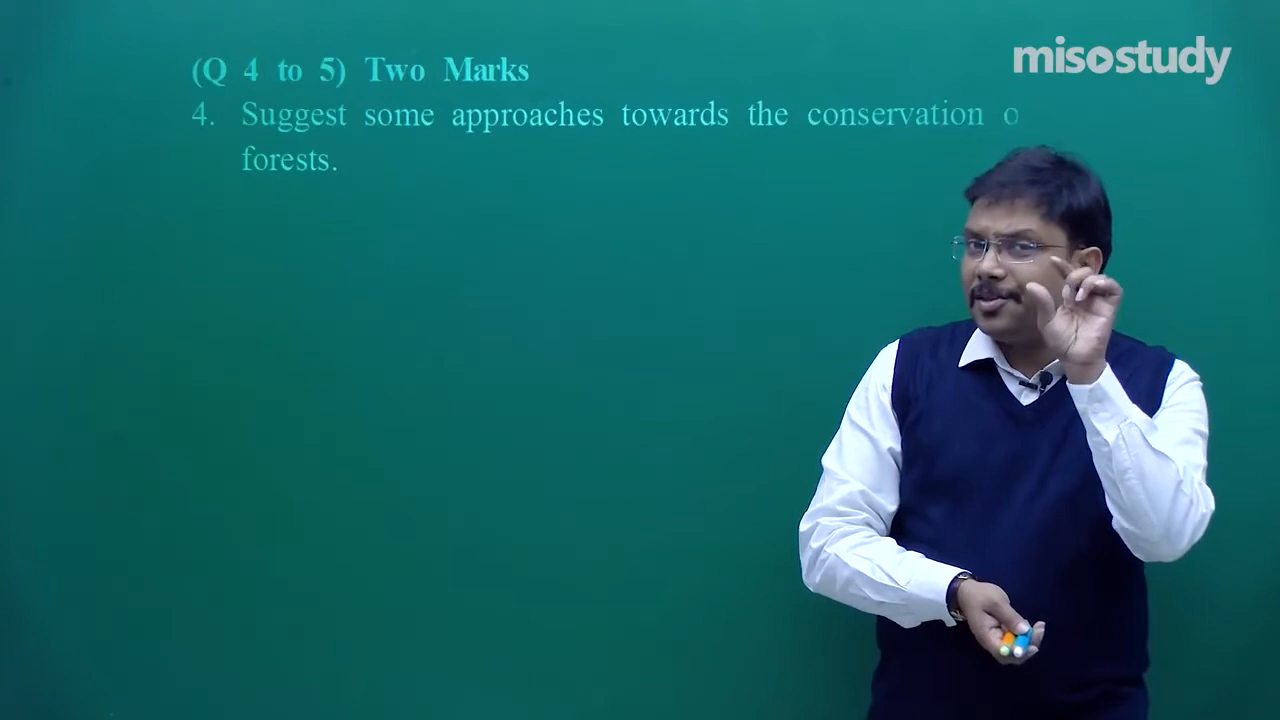 misostudy
(Q 4 to 5) Two Marks
4. Suggest some approaches towards the conservation
forests.